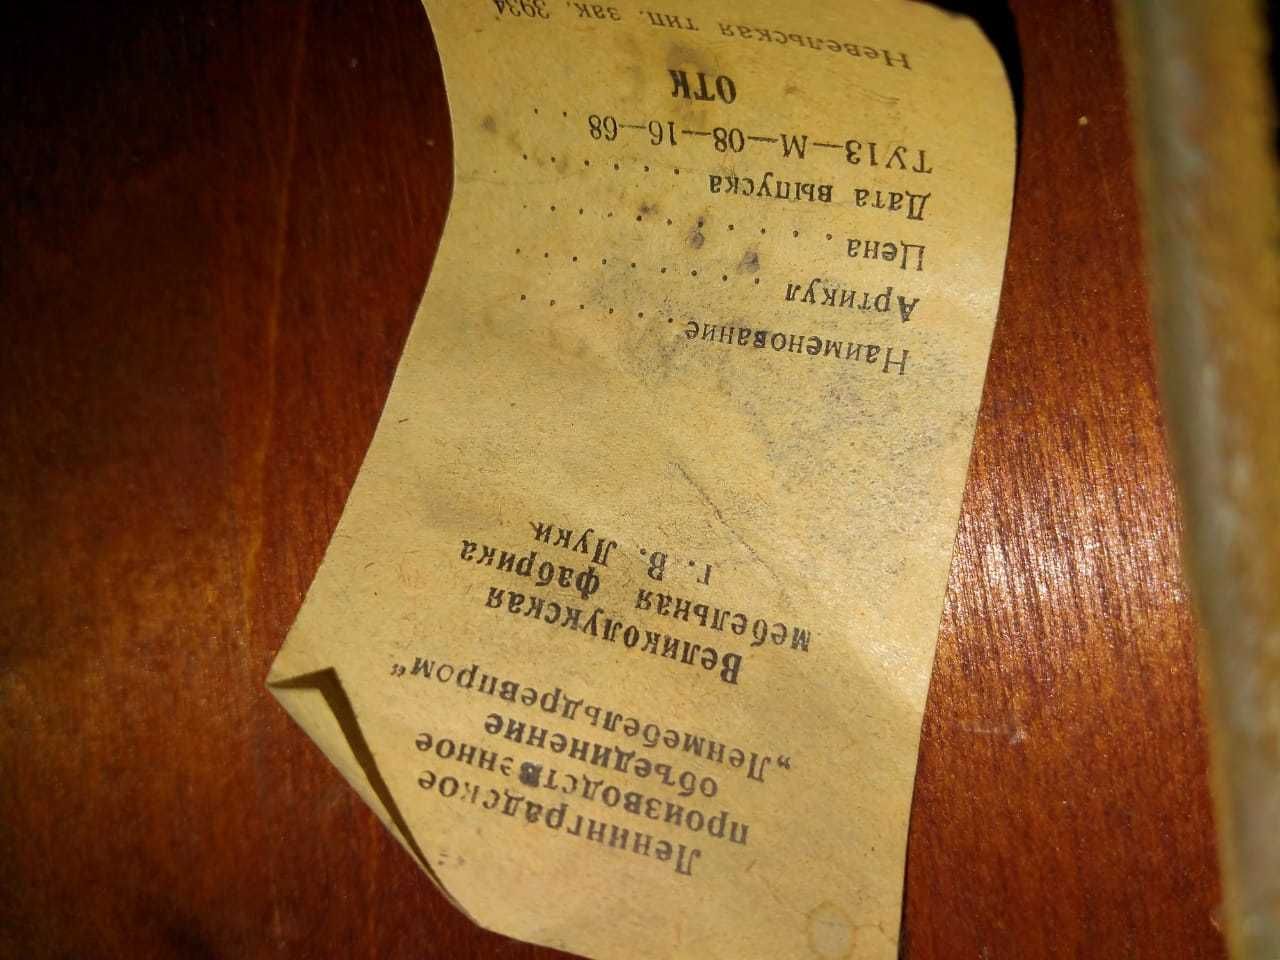 Ленинградское
производственное
объединение
„Ленмебельдревпром“
Великолукская
мебельная фабрика
г. В. Луки
Наименование . . . . . .
Артикул . . . . . . . .
Цена . . . . . . . . . . .
Дата выпуска . . . . . . .
ТУ13—М—08—16—68 . .
ОТК
Невельская тип. зак. 3934